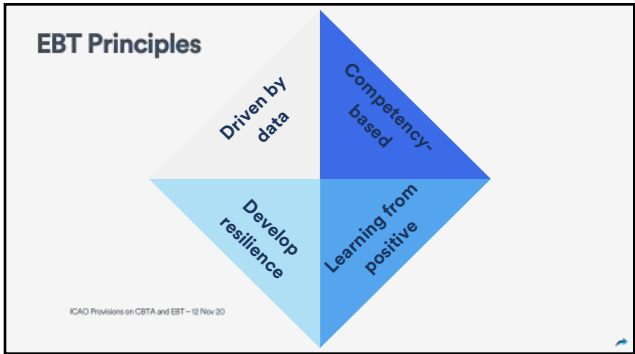 EBT Principles
Driven by
data
Competency-
based
Develop
resilience
Learning from
positive
ICAO Provisions on CBTA and EBT – 12 Nov 20